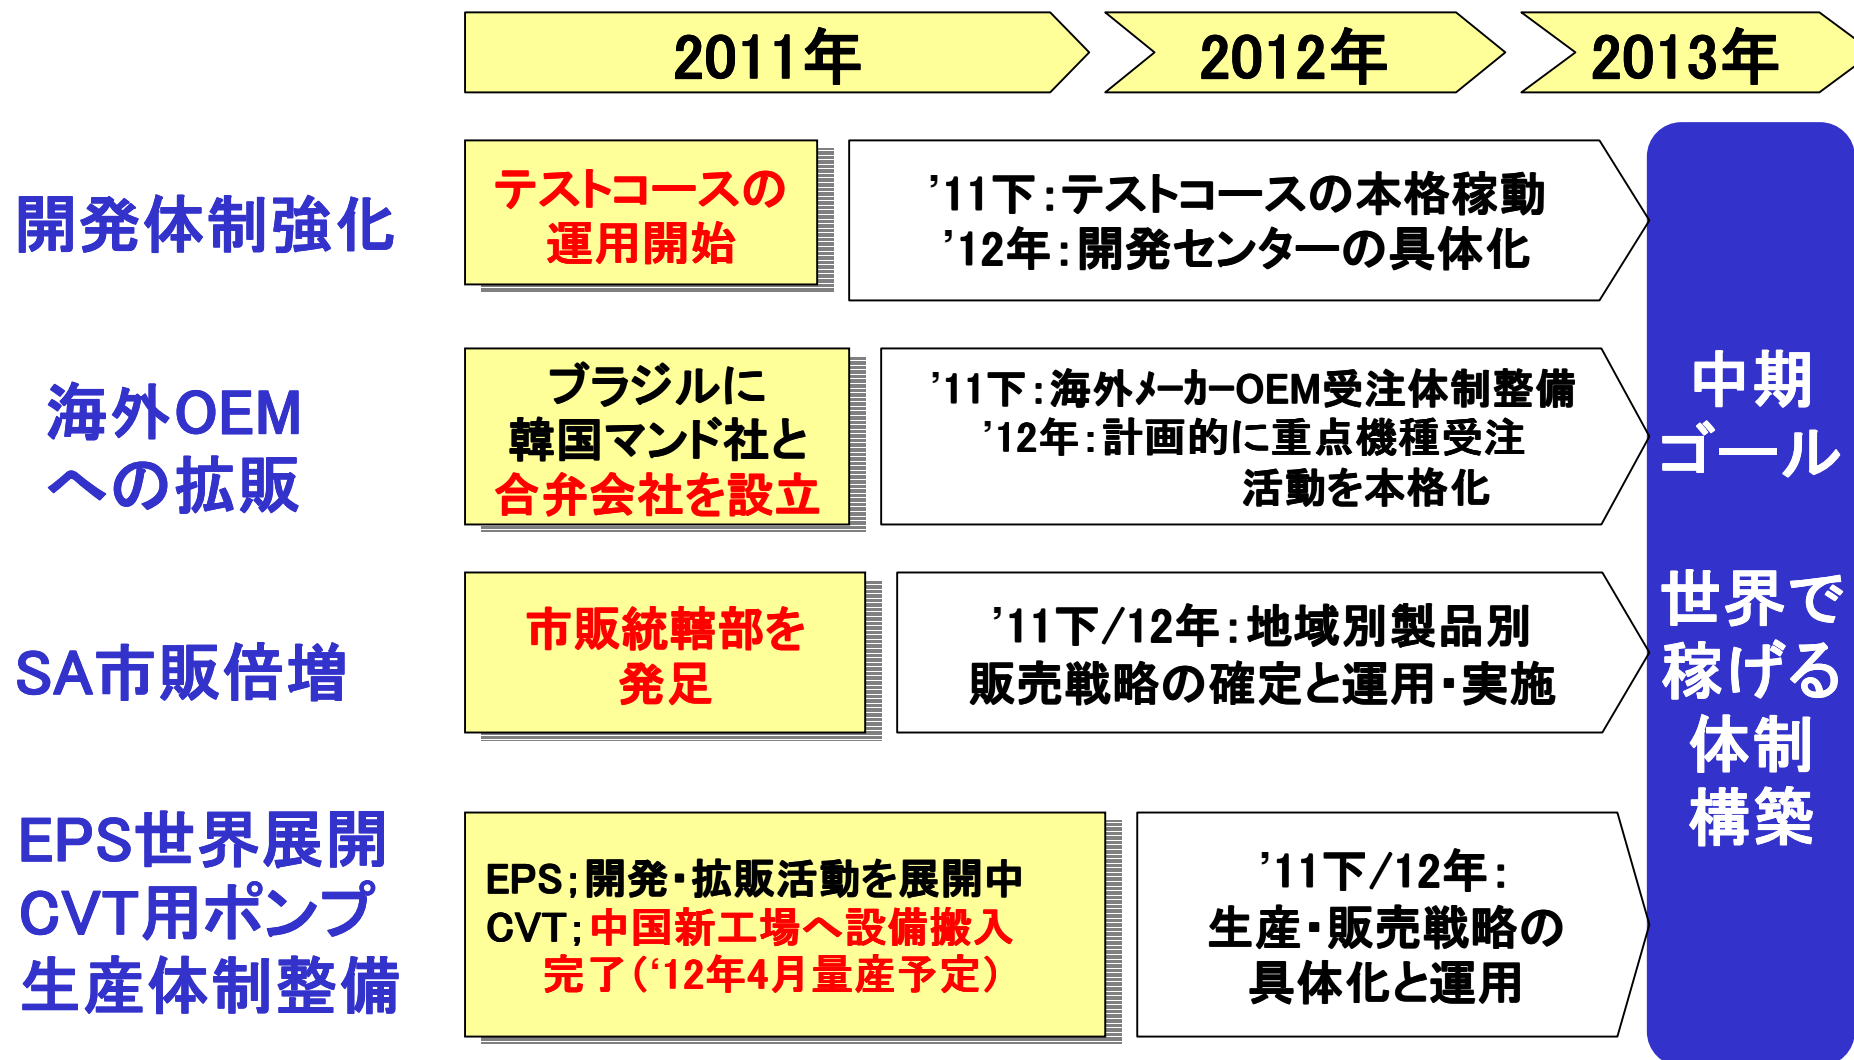 2011年
2012年
2013年
開発体制強化
テストコースの
運用開始
’11下:テストコースの本格稼動
’12年:開発センターの具体化
海外OEM
への拡販
ブラジルに
韓国マンド社と
合弁会社を設立
’11下:海外メーカーOEM受注体制整備
’12年:計画的に重点機種受注
活動を本格化
SA市販倍増
市販統轄部を
発足
’11下/12年:地域別製品別
販売戦略の確定と運用・実施
EPS世界展開
CVT用ポンプ
生産体制整備
EPS;開発・拡販活動を展開中
CVT;中国新工場へ設備搬入
完了(‘12年4月量産予定)
’11下/12年:
生産・販売戦略の
具体化と運用
中期
ゴール
世界で
稼げる
体制
構築